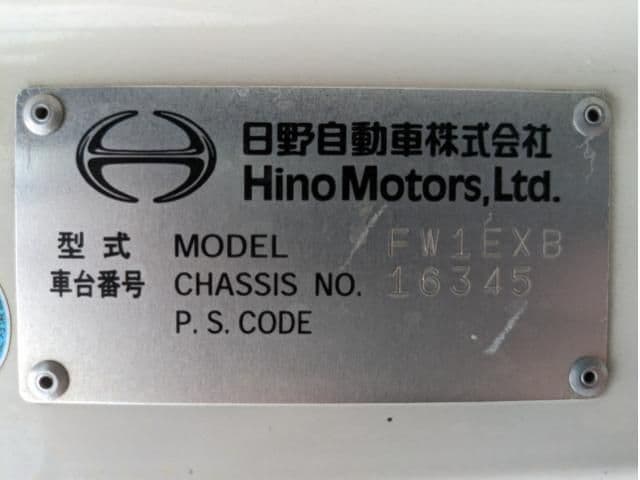 日野自動車株式会社
Hino Motors, Ltd.
型式 MODEL FW1EXB
車台番号 CHASSIS NO. 16345
P.S.CODE